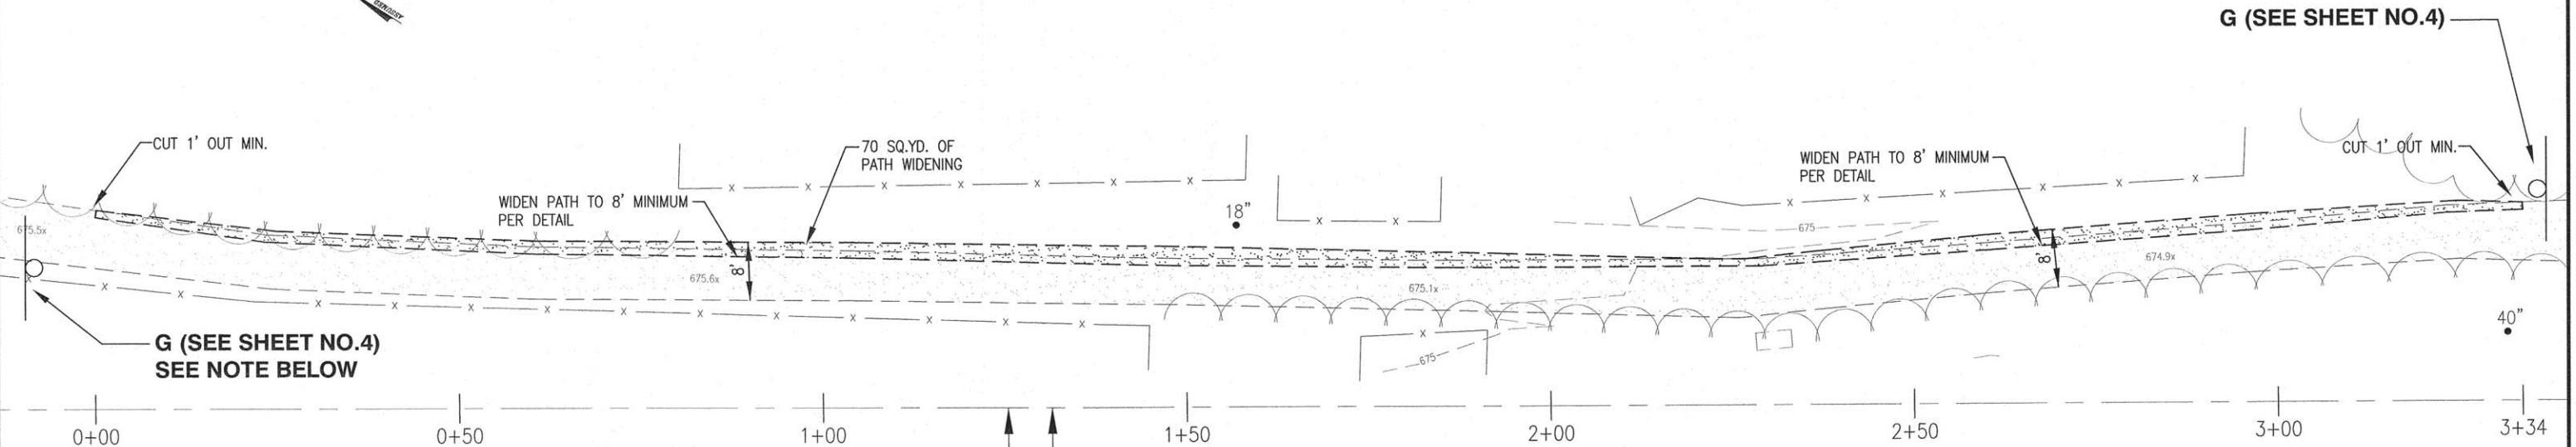 ASSUMED
G (SEE SHEET NO.4)
CUT 1' OUT MIN.
70 SQ.YD. OF
PATH WIDENING
WIDEN PATH TO 8' MINIMUM
PER DETAIL
18"
WIDEN PATH TO 8' MINIMUM
PER DETAIL
CUT 1' OUT MIN.
675.5x
675
8'
675.6x
675.1x
8'
674.9x
G (SEE SHEET NO.4)
SEE NOTE BELOW
675
40"
0+00
0+50
1+00
1+50
2+00
2+50
3+00
3+34